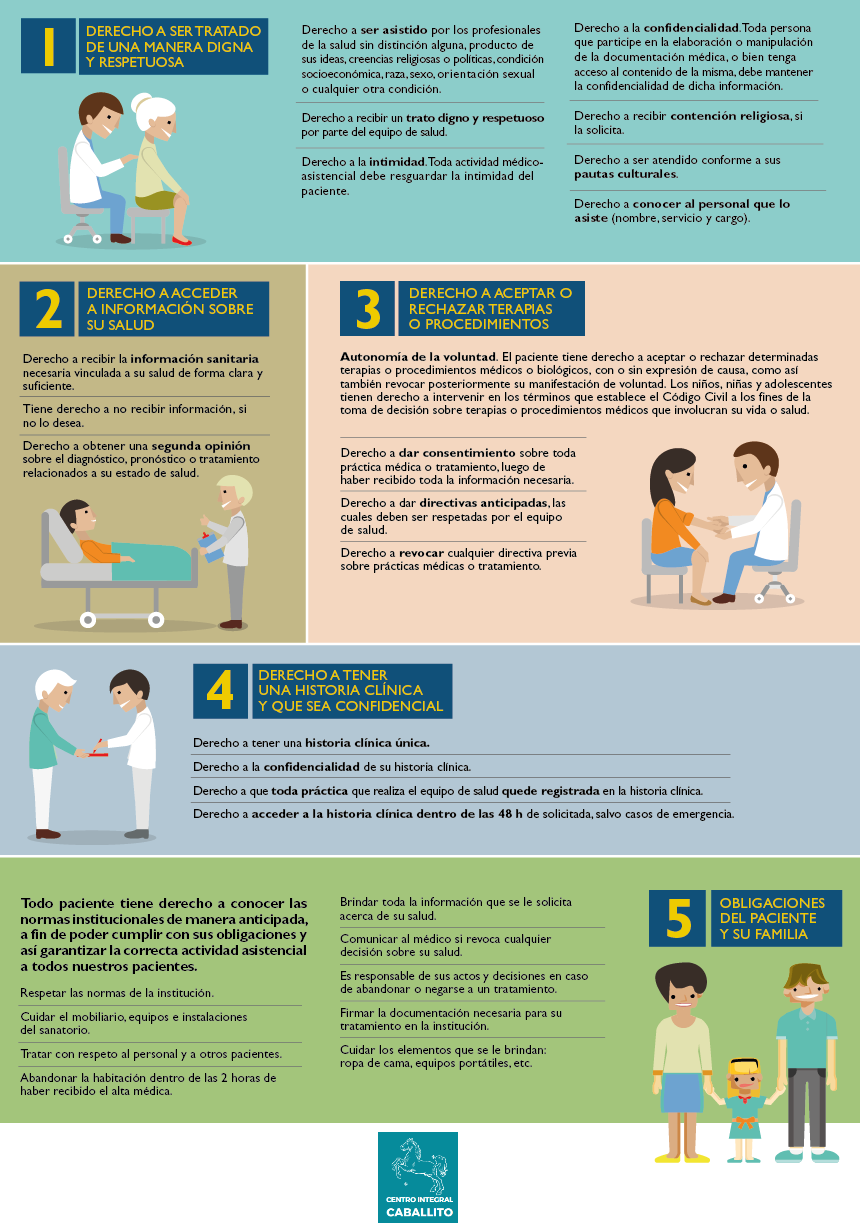 1
DERECHO A SER TRATADO
DE UNA MANERA DIGNA
Y RESPETUOSA
Derecho a ser asistido por los profesionales
de la salud sin distinción alguna, producto de
sus ideas, creencias religiosas o políticas, condición
socioeconómica, raza, sexo, orientación sexual
o cualquier otra condición.
Derecho a recibir un trato digno y respetuoso
por parte del equipo de salud.
Derecho a la intimidad. Toda actividad médico-
asistencial debe resguardar la intimidad del
paciente.
Derecho a la confidencialidad. Toda persona
que participe en la elaboración o manipulación
de la documentación médica, o bien tenga
acceso al contenido de la misma, debe mantener
la confidencialidad de dicha información.
Derecho a recibir contención religiosa, si
la solicita.
Derecho a ser atendido conforme a sus
pautas culturales.
Derecho a conocer al personal que lo
asiste (nombre, servicio y cargo).
2
DERECHO A ACCEDER
A INFORMACIÓN SOBRE
SU SALUD
Derecho a recibir la información sanitaria
necesaria vinculada a su salud de forma clara y
suficiente.
Tiene derecho a no recibir información, si
no lo desea.
Derecho a obtener una segunda opinión
sobre el diagnóstico, pronóstico o tratamiento
relacionados a su estado de salud.
3
DERECHO A ACEPTAR O
RECHAZAR TERAPIAS
O PROCEDIMIENTOS
Autonomía de la voluntad. El paciente tiene derecho a aceptar o rechazar determinadas
terapias o procedimientos médicos o biológicos, con o sin expresión de causa, como así
también revocar posteriormente su manifestación de voluntad. Los niños, niñas y adolescentes
tienen derecho a intervenir en los términos que establece el Código Civil a los fines de la
toma de decisión sobre terapias o procedimientos médicos que involucran su vida o salud.
Derecho a dar consentimiento sobre toda
práctica médica o tratamiento, luego de
haber recibido toda la información necesaria.
Derecho a dar directivas anticipadas, las
cuales deben ser respetadas por el equipo
de salud.
Derecho a revocar cualquier directiva previa
sobre prácticas médicas o tratamiento.
4
DERECHO A TENER
UNA HISTORIA CLÍNICA
Y QUE SEA CONFIDENCIAL
Derecho a tener una historia clínica única.
Derecho a la confidencialidad de su historia clínica.
Derecho a que toda práctica que realiza el equipo de salud quede registrada en la historia clínica.
Derecho a acceder a la historia clínica dentro de las 48 h de solicitada, salvo casos de emergencia.
Todo paciente tiene derecho a conocer las
normas institucionales de manera anticipada,
a fin de poder cumplir con sus obligaciones y
así garantizar la correcta actividad asistencial
a todos nuestros pacientes.
Respetar las normas de la institución.
Cuidar el mobiliario, equipos e instalaciones
del sanatorio.
Tratar con respeto al personal y a otros pacientes.
Abandonar la habitación dentro de las 2 horas de
haber recibido el alta médica.
Brindar toda la información que se le solicita
acerca de su salud.
Comunicar al médico si revoca cualquier
decisión sobre su salud.
Es responsable de sus actos y decisiones en caso
de abandonar o negarse a un tratamiento.
Firmar la documentación necesaria para su
tratamiento en la institución.
Cuidar los elementos que se le brindan:
ropa de cama, equipos portátiles, etc.
5
OBLIGACIONES
DEL PACIENTE
Y SU FAMILIA
CENTRO INTEGRAL
CABALLITO